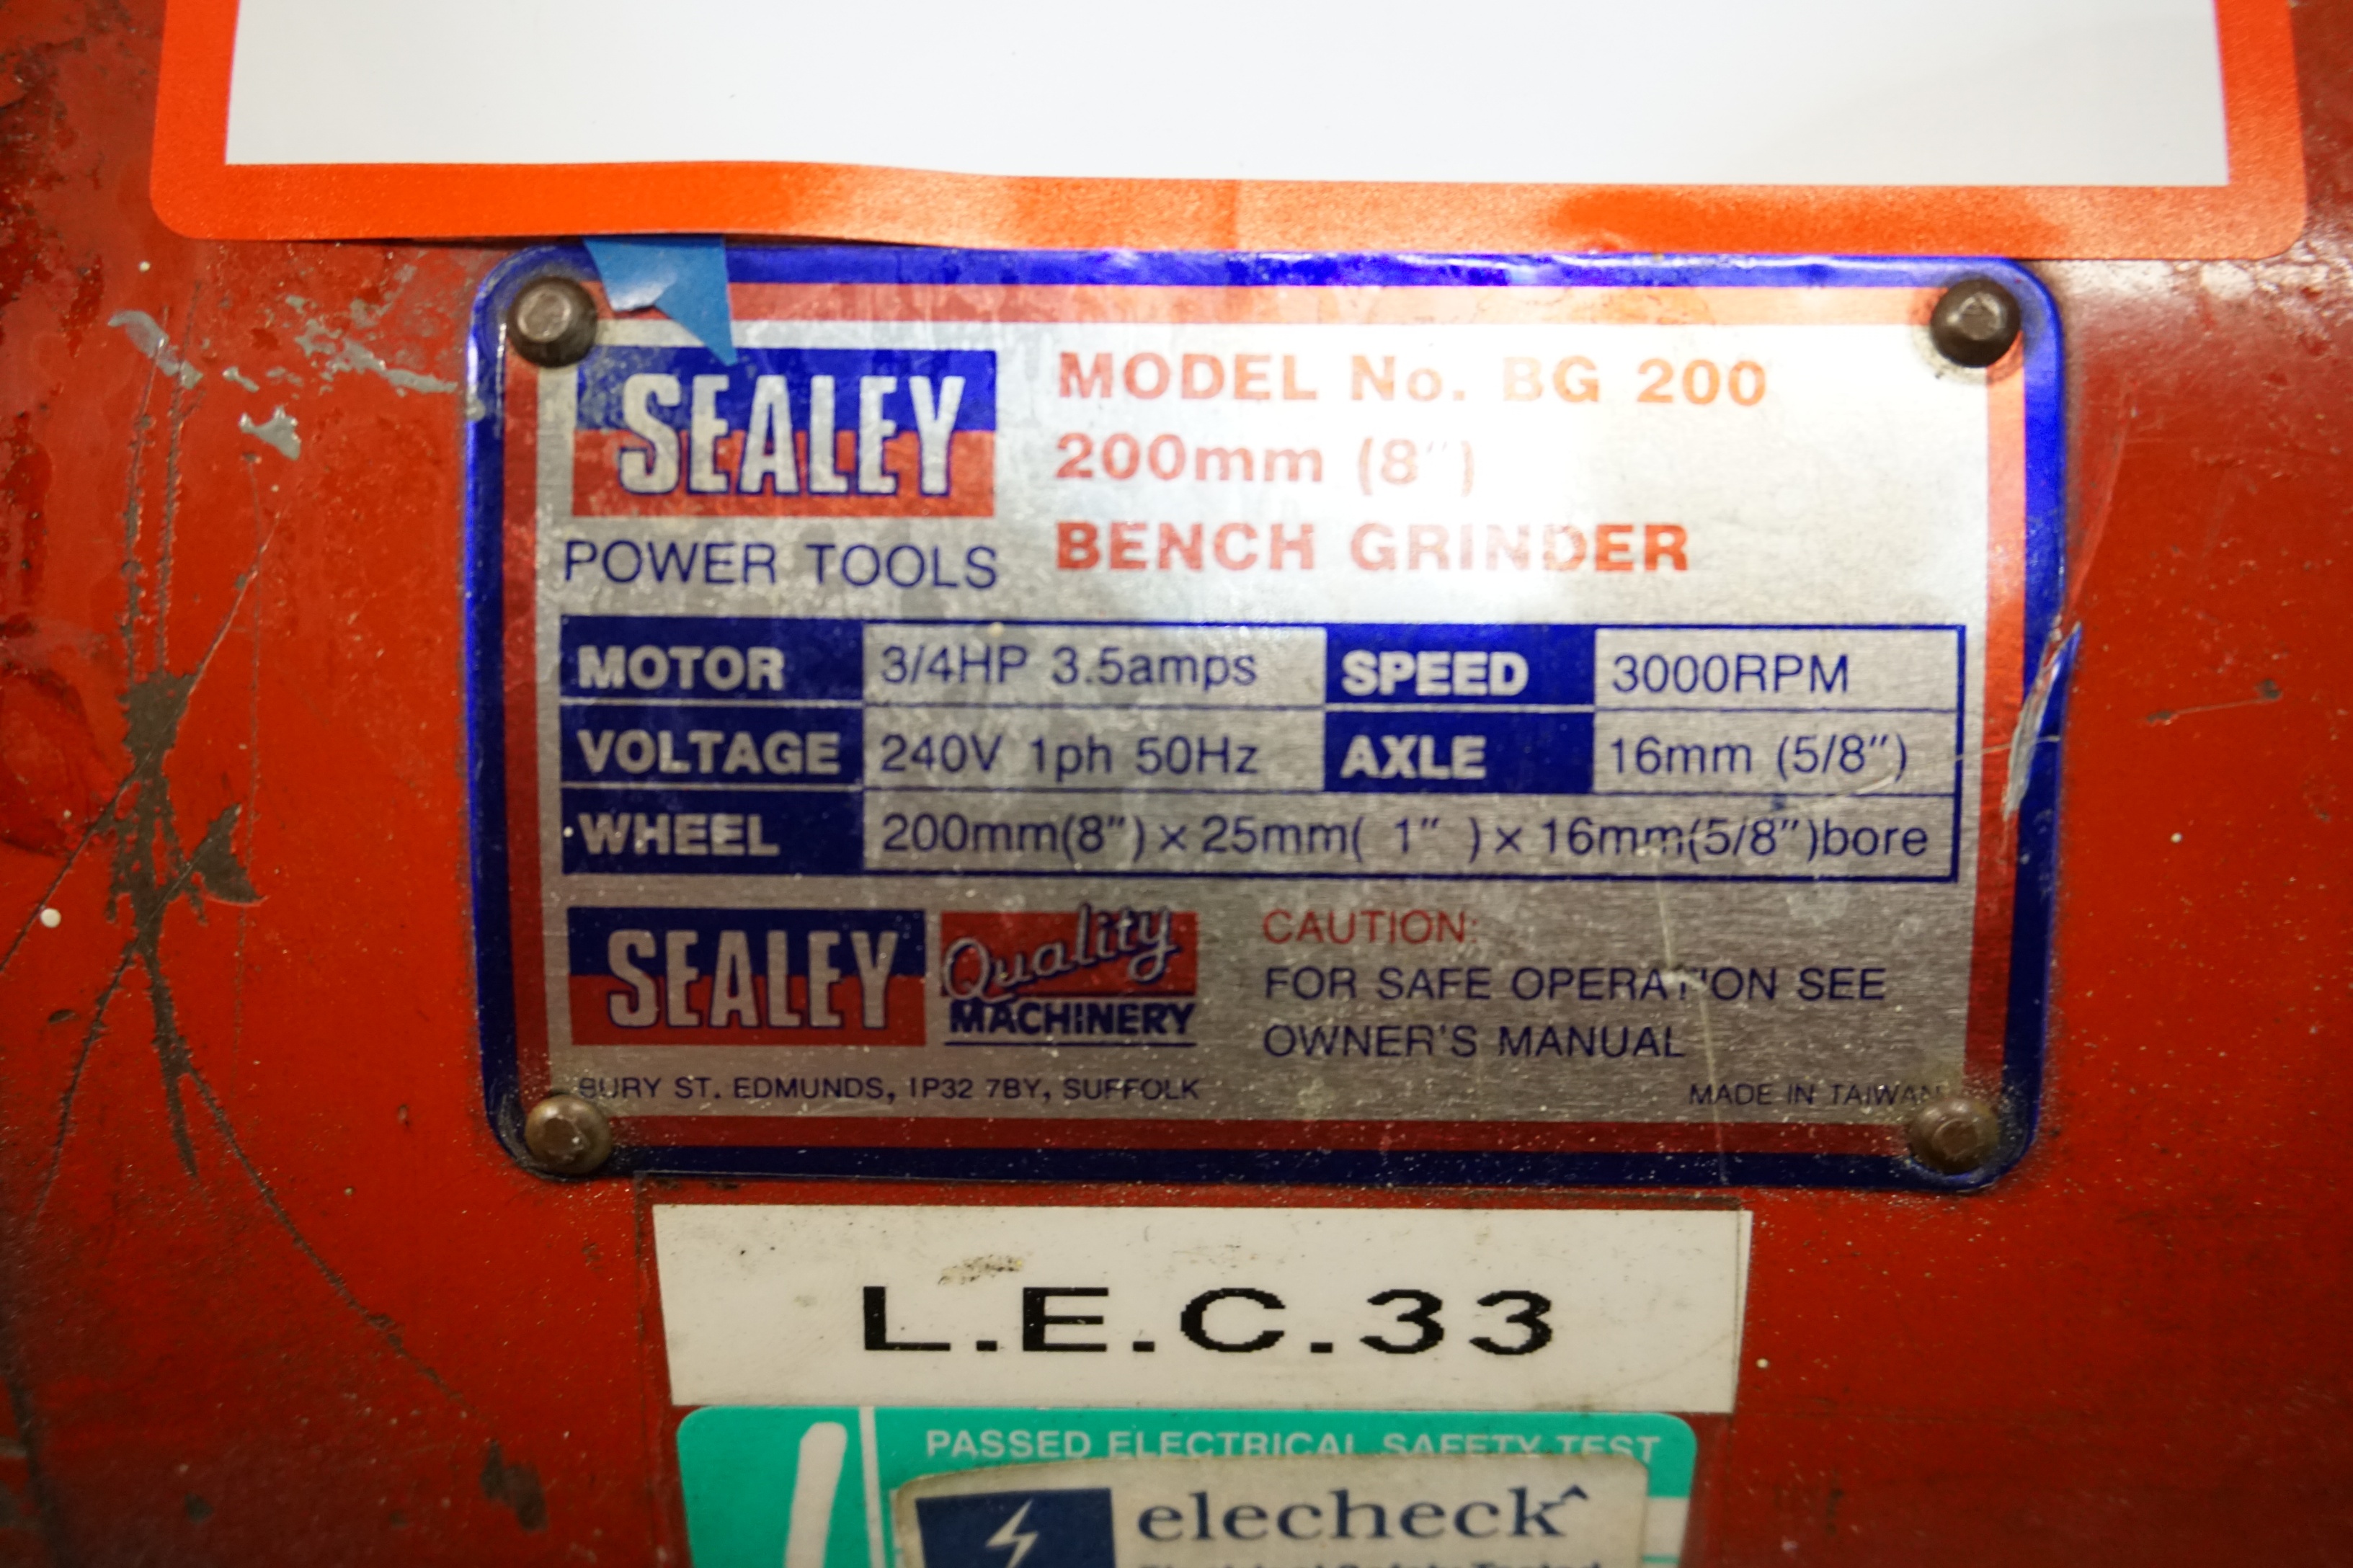 SEALEY
POWER TOOLS
MODEL No. BG 200
200mm (8")
BENCH GRINDER
MOTOR 3/4HP 3.5amps SPEED 3000RPM
VOLTAGE 240V 1ph 50Hz AXLE 16mm (5/8")
WHEEL 200mm(8") × 25mm( 1" ) × 16mm(5/8")bore
SEALEY Quality MACHINERY
CAUTION:
FOR SAFE OPERATION SEE
OWNER'S MANUAL
BURY ST. EDMUNDS, IP32 7BY, SUFFOLK
MADE IN TAIWAN
L.E.C.33
PASSED ELECTRICAL SAFETY TEST
elecheck